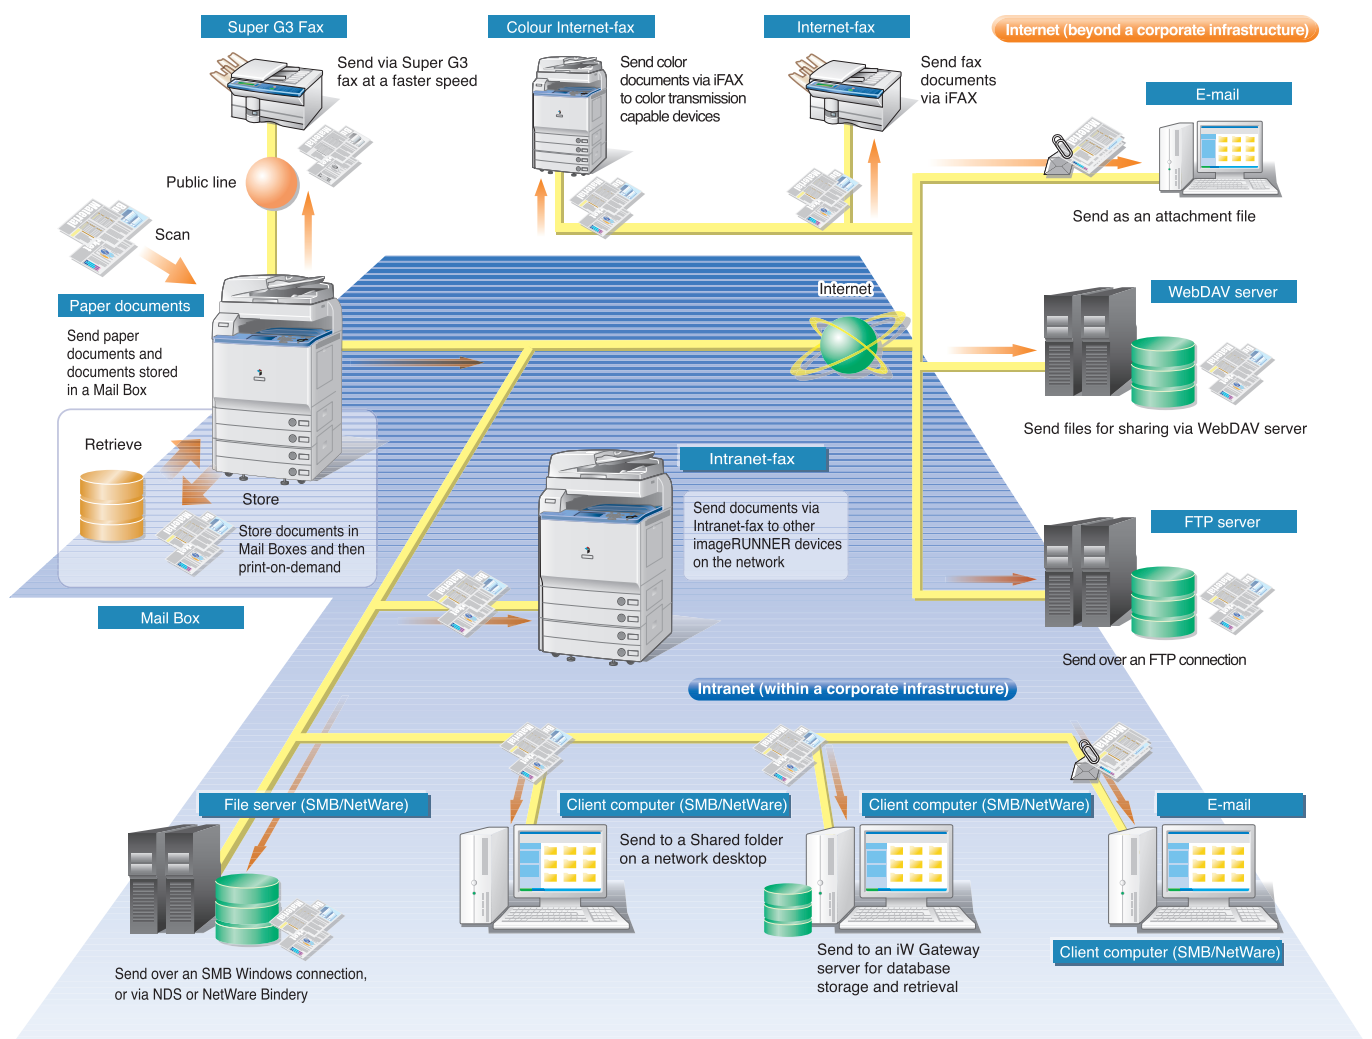 Super G3 Fax
Send via Super G3
fax at a faster speed
Colour Internet-fax
Send color
documents via iFAX
to color transmission
capable devices
Internet-fax
Send fax
documents
via iFAX
Internet (beyond a corporate infrastructure)
E-mail
Send as an attachment file
Public line
Scan
Paper documents
Send paper
documents and
documents stored
in a Mail Box
Internet
WebDAV server
Send files for sharing via WebDAV server
Retrieve
Store
Store documents in
Mail Boxes and then
print-on-demand
Mail Box
Intranet-fax
Send documents via
Intranet-fax to other
imageRUNNER devices
on the network
FTP server
Send over an FTP connection
Intranet (within a corporate infrastructure)
File server (SMB/NetWare)
Send over an SMB Windows connection,
or via NDS or NetWare Bindery
Client computer (SMB/NetWare)
Send to a Shared folder
on a network desktop
Client computer (SMB/NetWare)
Send to an iW Gateway
server for database
storage and retrieval
E-mail
Client computer (SMB/NetWare)